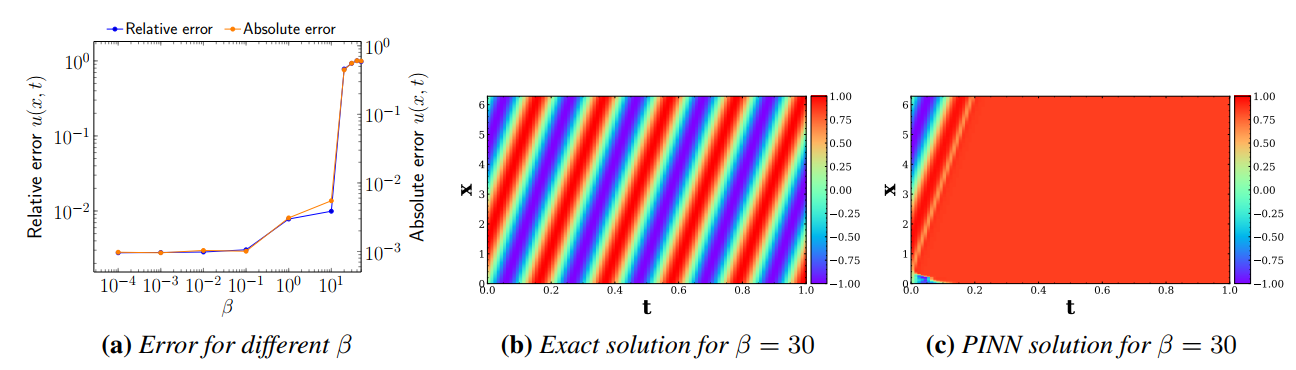 Relative error Absolute error
Relative error u(x, t)
10^0
10^-1
10^-2
10^0
10^-1
10^-2
10^-3
Absolute error u(x, t)
10^-4 10^-3 10^-2 10^-1 10^0 10^1
β
x
6
5
4
3
2
1
0
0.0 0.2 0.4 0.6 0.8 1.0
t
1.00
0.75
0.50
0.25
0.00
−0.25
−0.50
−0.75
−1.00
x
6
5
4
3
2
1
0
0.0 0.2 0.4 0.6 0.8 1.0
t
1.00
0.75
0.50
0.25
0.00
−0.25
−0.50
−0.75
−1.00
(a) Error for different β
(b) Exact solution for β = 30
(c) PINN solution for β = 30